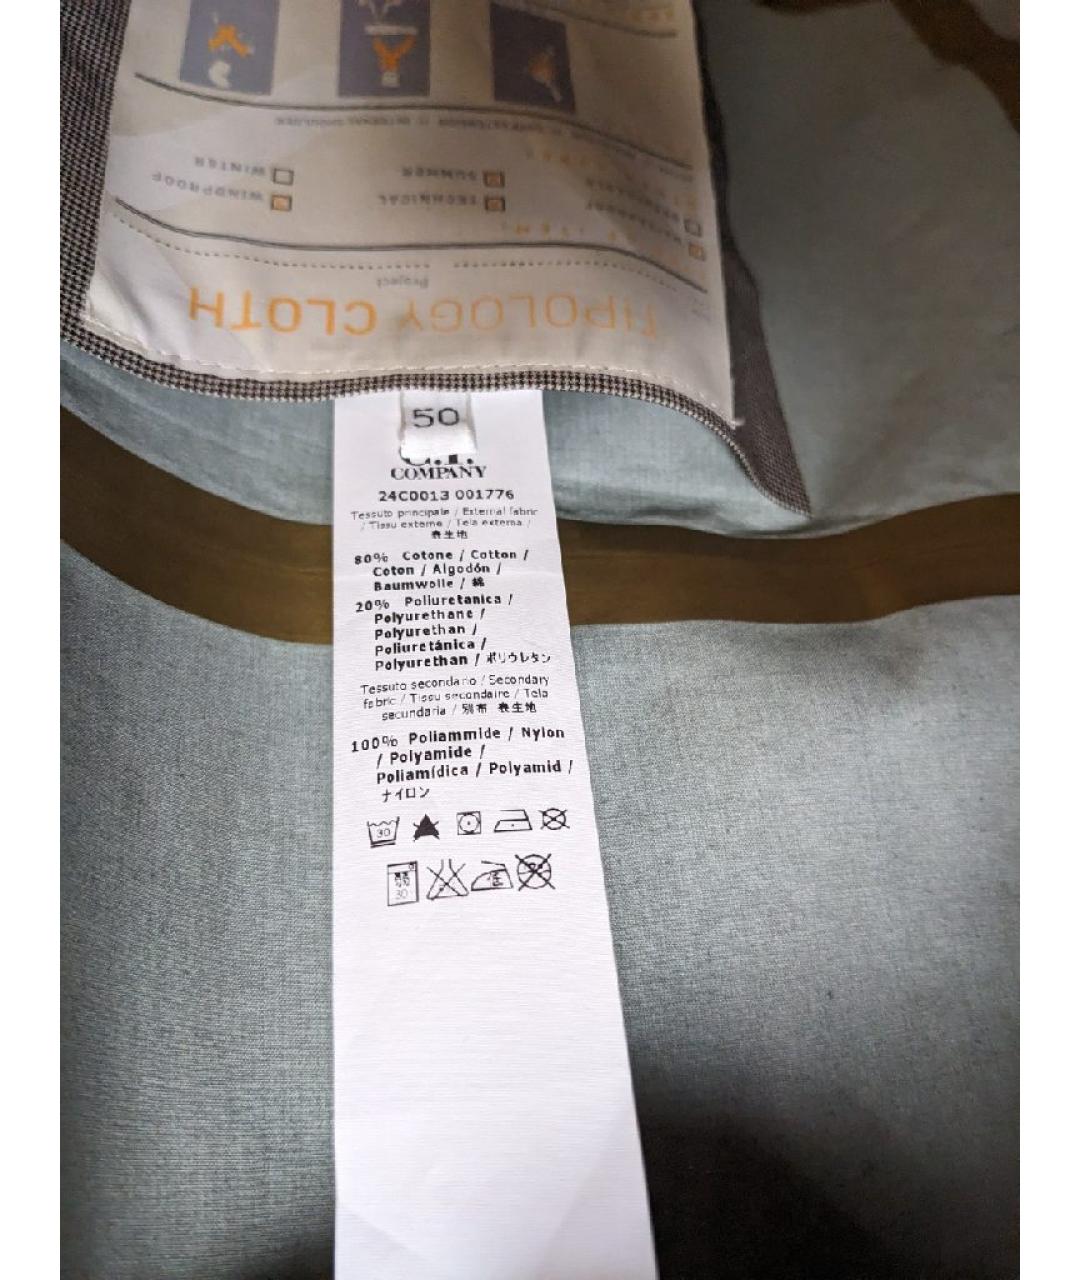 TIPOLOGY CLOTH
Project
WINDPROOF
TECHNICAL
WINTER
SUMMER
50
COMPANY
24C0013 001776
Tessuto principale / External fabric
/ Tissu externe / Tela externa /
表生地
80% Cotone / Cotton /
Coton / Algodón /
Baumwolle / 綿
20% Poliuretanica /
Polyurethane /
Polyurethan /
Poliuretánica /
Polyurethan / ポリウレタン
Tessuto secondario / Secondary
fabric / Tissu secondaire / Tela
secundaria / 別布 表生地
100% Poliammide / Nylon
/ Polyamide /
Poliamídica / Polyamid /
ナイロン
30
30